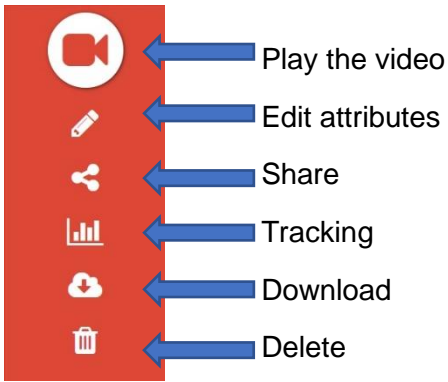 Play the video
Edit attributes
Share
Tracking
Download
Delete